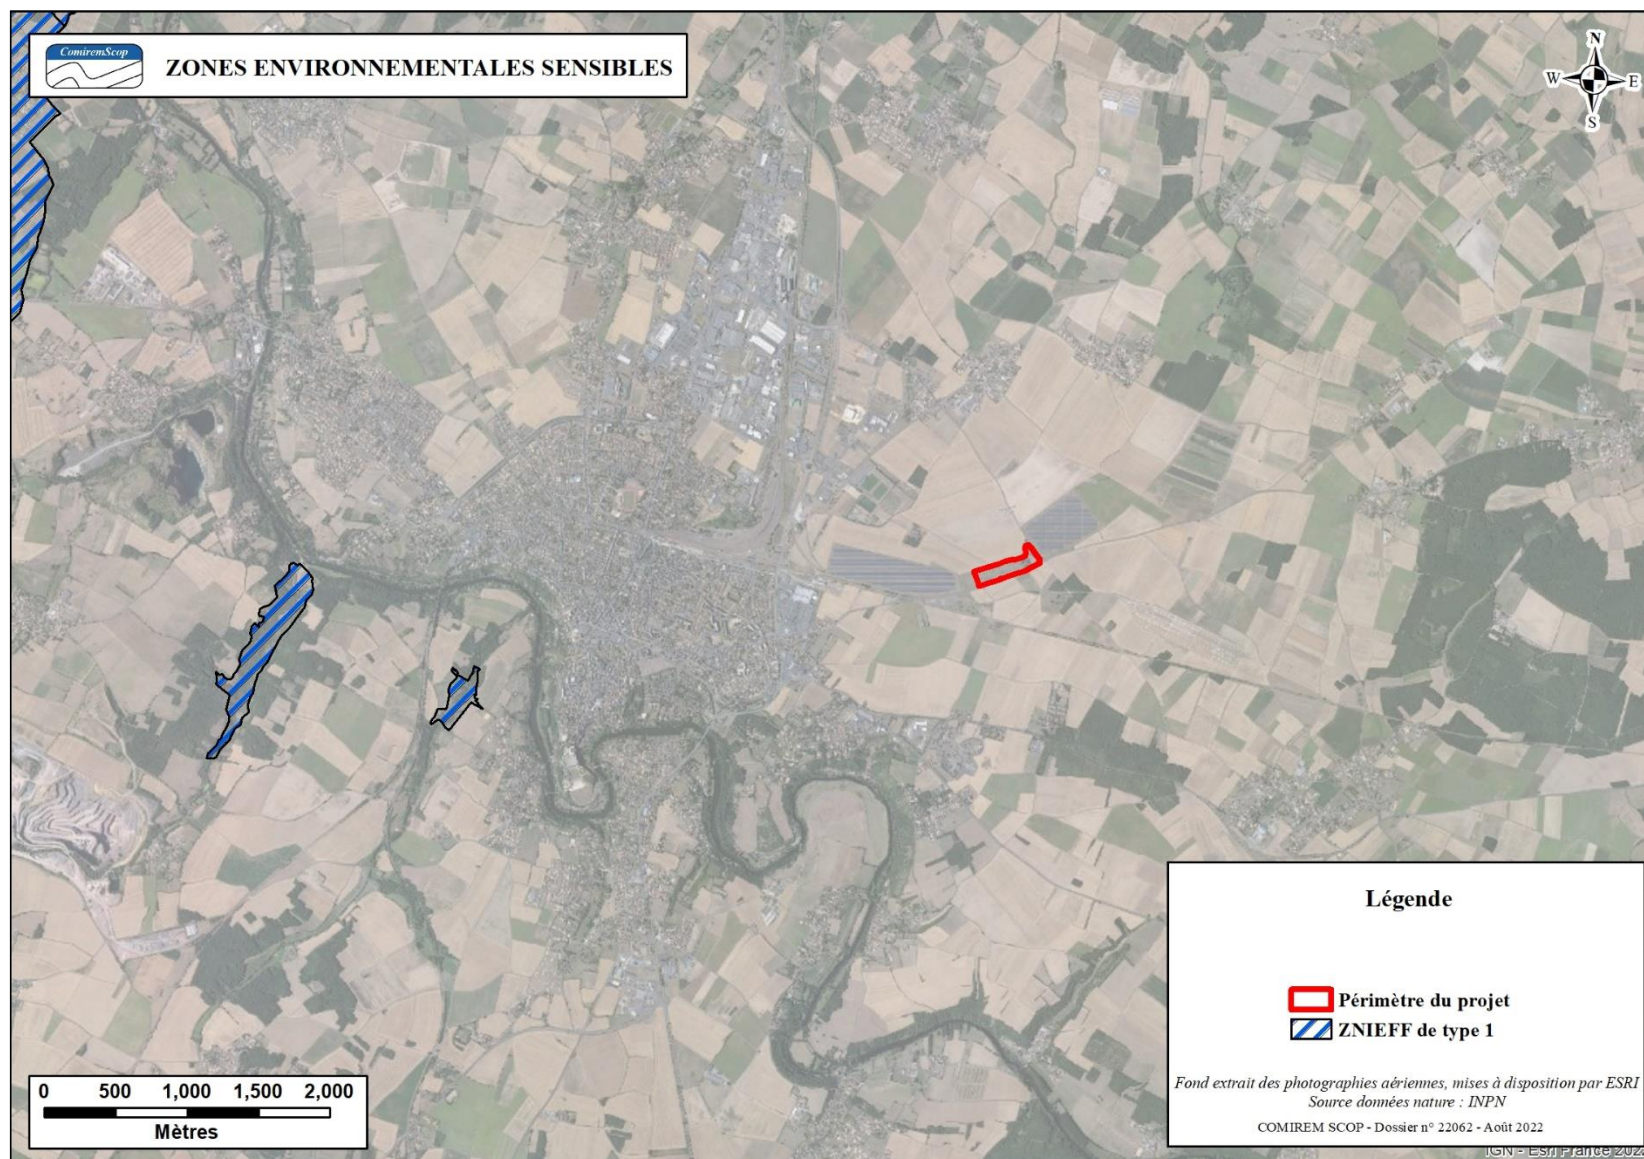 ComiremScop
ZONES ENVIRONNEMENTALES SENSIBLES
N
W E
S
Légende
Périmètre du projet
ZNIEFF de type 1
Fond extrait des photographies aériennes, mises à disposition par ESRI
Source données nature : INPN
COMIREM SCOP - Dossier n° 22062 - Août 2022
0 500 1,000 1,500 2,000
Mètres
IGN - Esri France 202